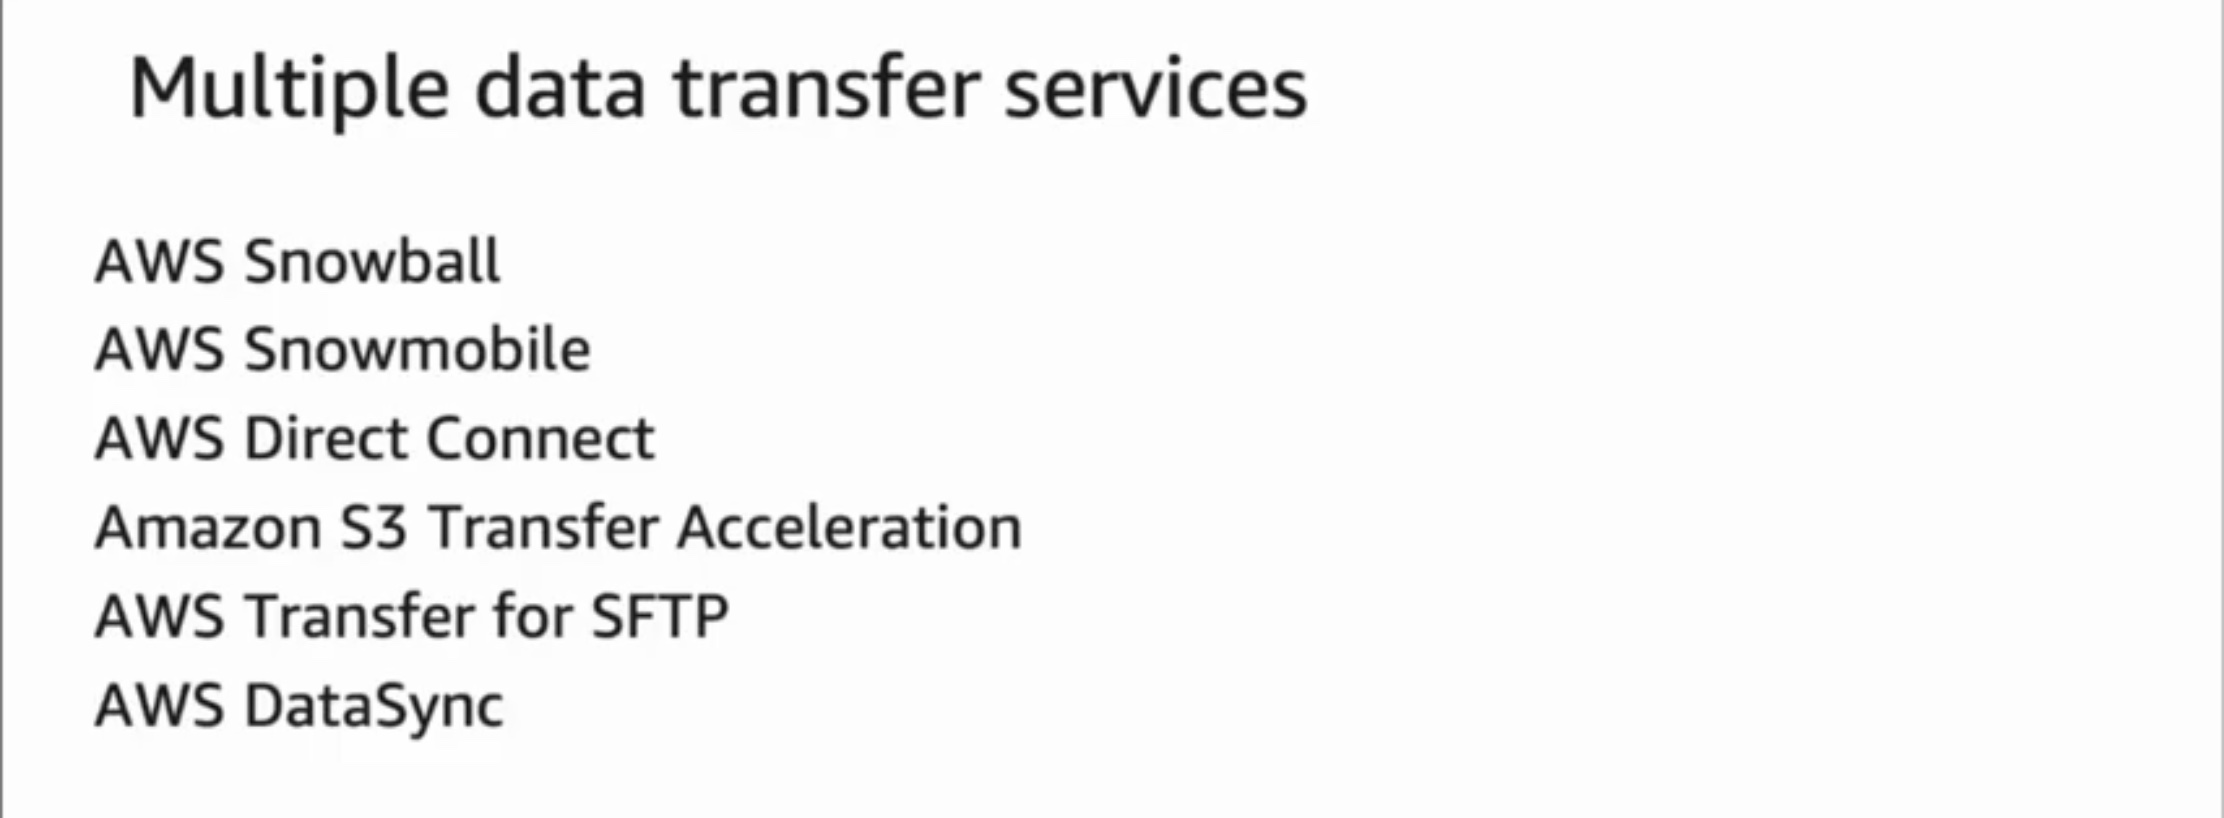 Multiple data transfer services
AWS Snowball
AWS Snowmobile
AWS Direct Connect
Amazon S3 Transfer Acceleration
AWS Transfer for SFTP
AWS DataSync